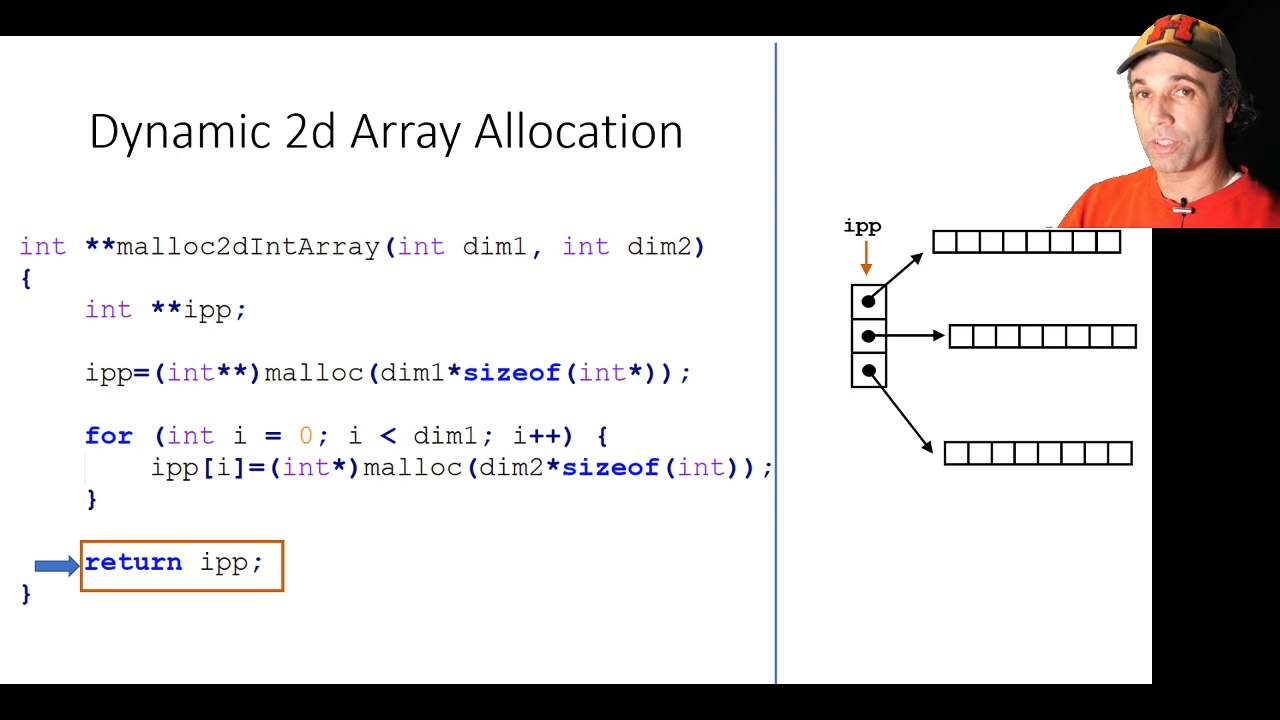 Dynamic 2d Array Allocation
int **malloc2dIntArray(int dim1, int dim2)
{
int **ipp;
ipp=(int**)malloc(dim1*sizeof(int*));
for (int i = 0; i < dim1; i++) {
ipp[i]=(int*)malloc(dim2*sizeof(int));
}
return ipp;
}
ipp
H